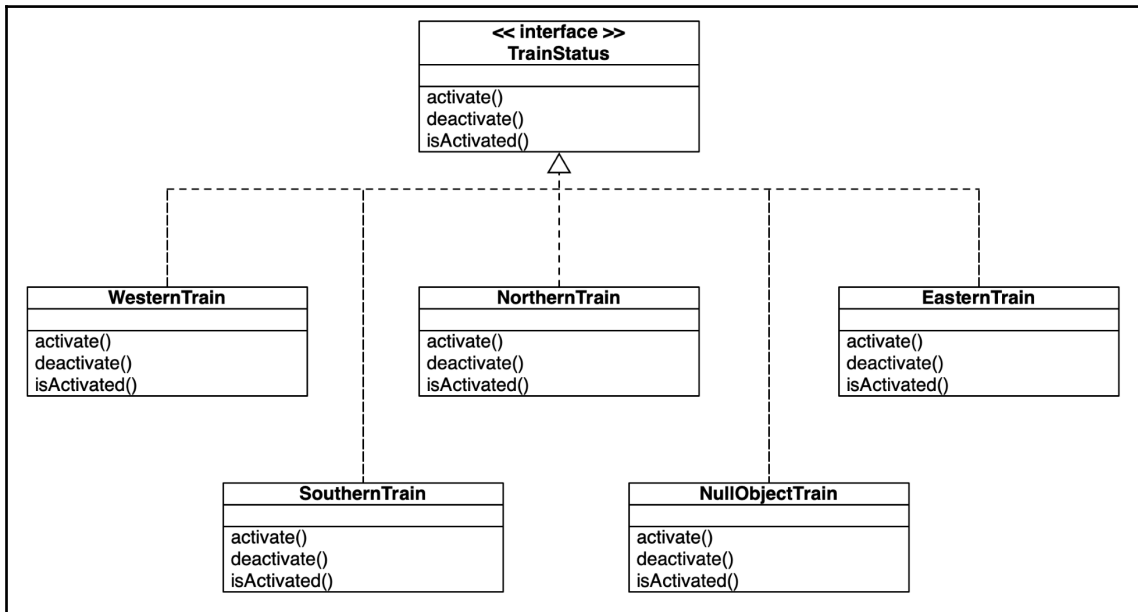 << interface >>
TrainStatus
activate()
deactivate()
isActivated()
WesternTrain
activate()
deactivate()
isActivated()
NorthernTrain
activate()
deactivate()
isActivated()
EasternTrain
activate()
deactivate()
isActivated()
SouthernTrain
activate()
deactivate()
isActivated()
NullObjectTrain
activate()
deactivate()
isActivated()